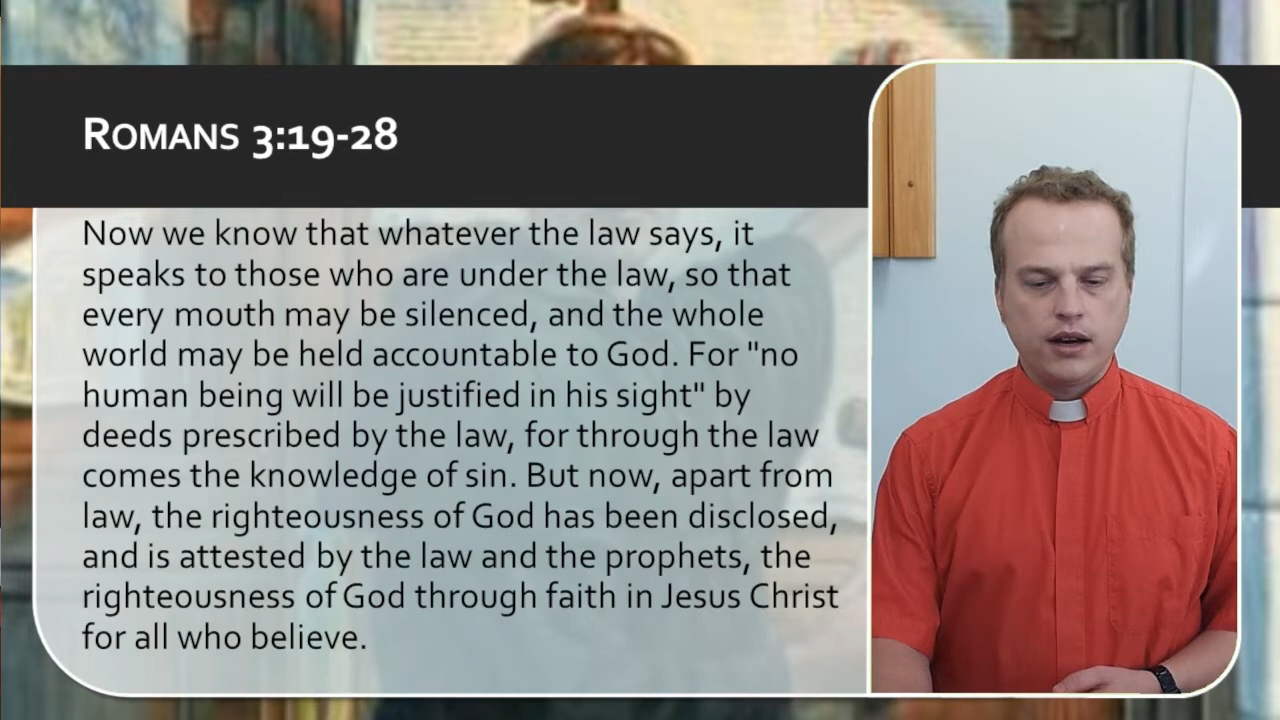 Romans 3:19-28
Now we know that whatever the law says, it
speaks to those who are under the law, so that
every mouth may be silenced, and the whole
world may be held accountable to God. For "no
human being will be justified in his sight" by
deeds prescribed by the law, for through the law
comes the knowledge of sin. But now, apart from
law, the righteousness of God has been disclosed,
and is attested by the law and the prophets, the
righteousness of God through faith in Jesus Christ
for all who believe.